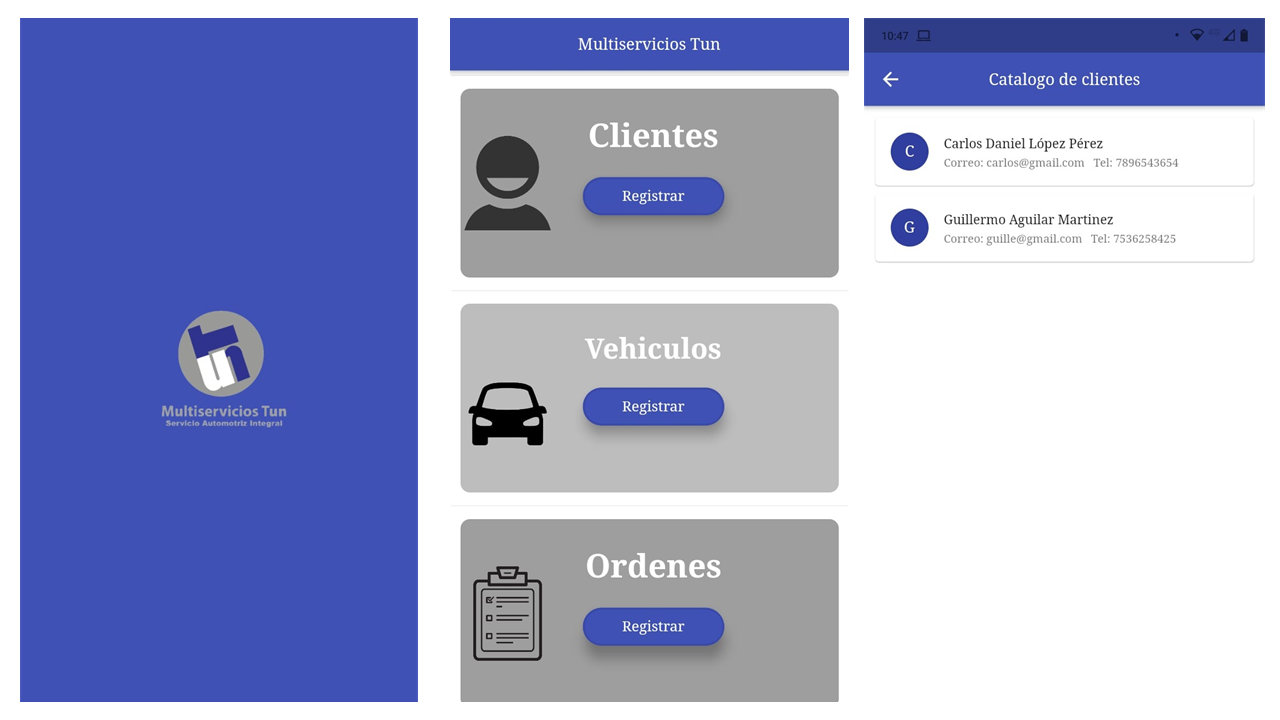 tun
Multiservicios Tun
Servicio Automotriz Integral
Multiservicios Tun
Clientes
Registrar
Vehiculos
Registrar
Ordenes
Registrar
10:47
Catalogo de clientes
C
Carlos Daniel López Pérez
Correo: carlos@gmail.com Tel: 7896543654
G
Guillermo Aguilar Martinez
Correo: guille@gmail.com Tel: 7536258425